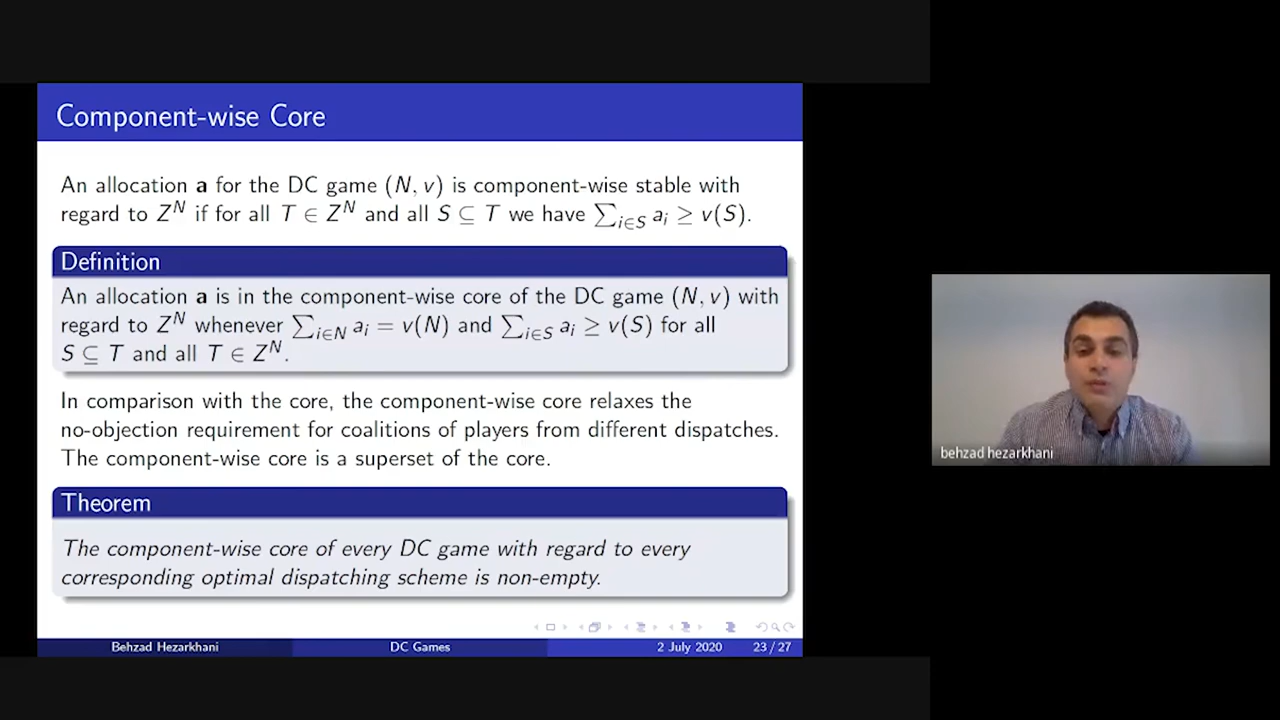 Component-wise Core
An allocation a for the DC game (N, v) is component-wise stable with
regard to Z^N if for all T ∈ Z^N and all S ⊆ T we have ∑_{i∈S} a_i ≥ v(S).
Definition
An allocation a is in the component-wise core of the DC game (N, v) with
regard to Z^N whenever ∑_{i∈N} a_i = v(N) and ∑_{i∈S} a_i ≥ v(S) for all
S ⊆ T and all T ∈ Z^N.
In comparison with the core, the component-wise core relaxes the
no-objection requirement for coalitions of players from different dispatches.
The component-wise core is a superset of the core.
Theorem
The component-wise core of every DC game with regard to every
corresponding optimal dispatching scheme is non-empty.
Behzad Hezarkhani DC Games 2 July 2020 23 / 27
behzad hezarkhani